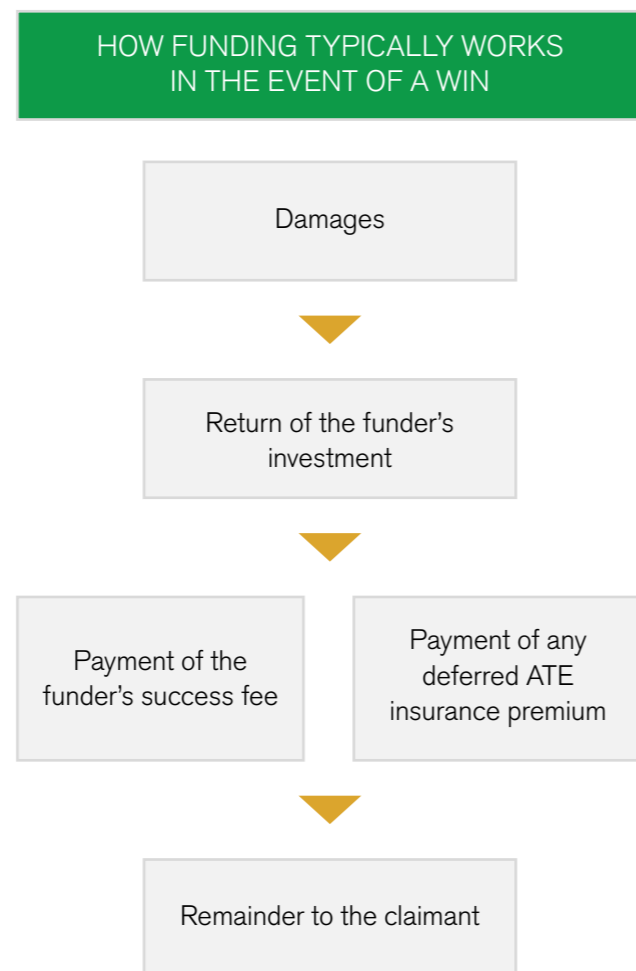 HOW FUNDING TYPICALLY WORKS
IN THE EVENT OF A WIN
Damages
Return of the funder’s
investment
Payment of the
funder’s success fee
Payment of any
deferred ATE
insurance premium
Remainder to the claimant